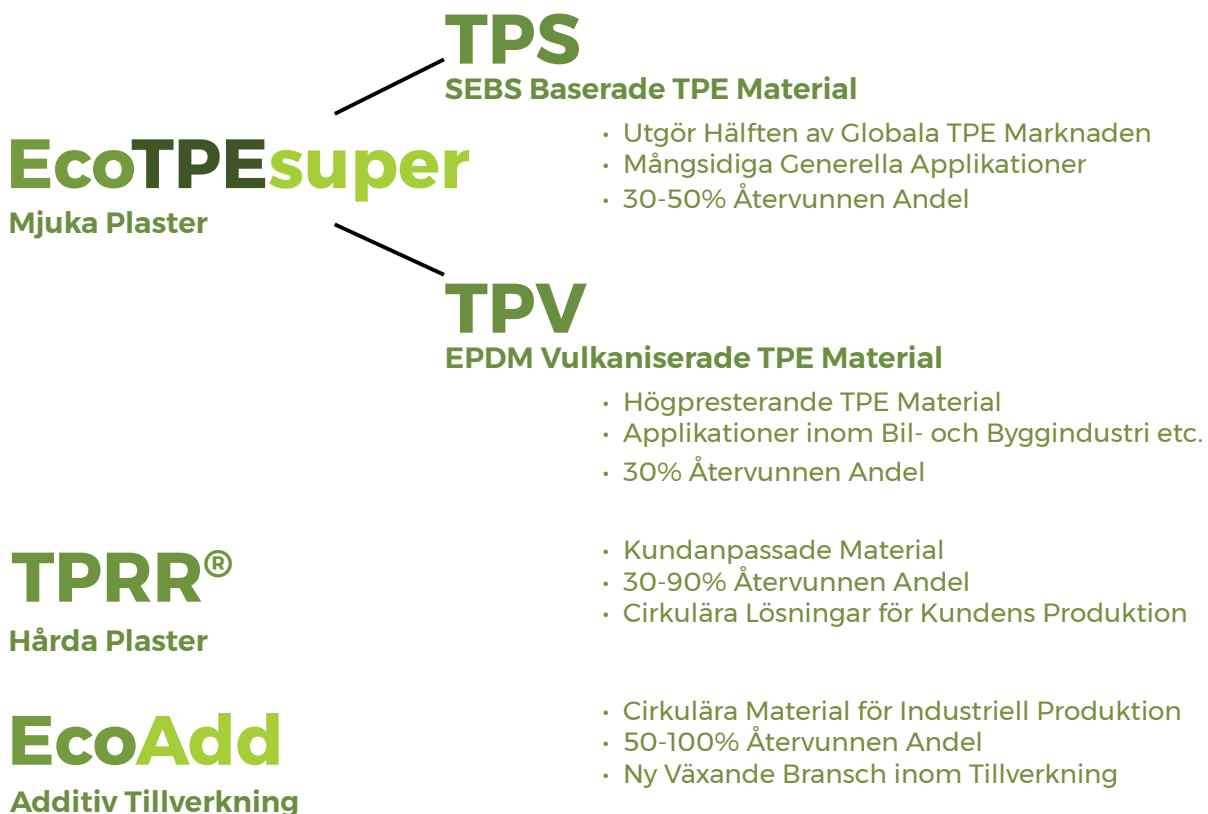 TPS
SEBS Baserade TPE Material
• Utgör Hälften av Globala TPE Marknaden
• Mångsidiga Generella Applikationer
• 30-50% Återvunnen Andel
EcoTPEsuper
Mjuka Plaster
TPV
EPDM Vulkaniserade TPE Material
• Högpresterande TPE Material
• Applikationer inom Bil- och Byggindustri etc.
• 30% Återvunnen Andel
TPRR®
Hårda Plaster
• Kundanpassade Material
• 30-90% Återvunnen Andel
• Cirkulära Lösningar för Kundens Produktion
EcoAdd
Additiv Tillverkning
• Cirkulära Material för Industriell Produktion
• 50-100% Återvunnen Andel
• Ny Växande Bransch inom Tillverkning